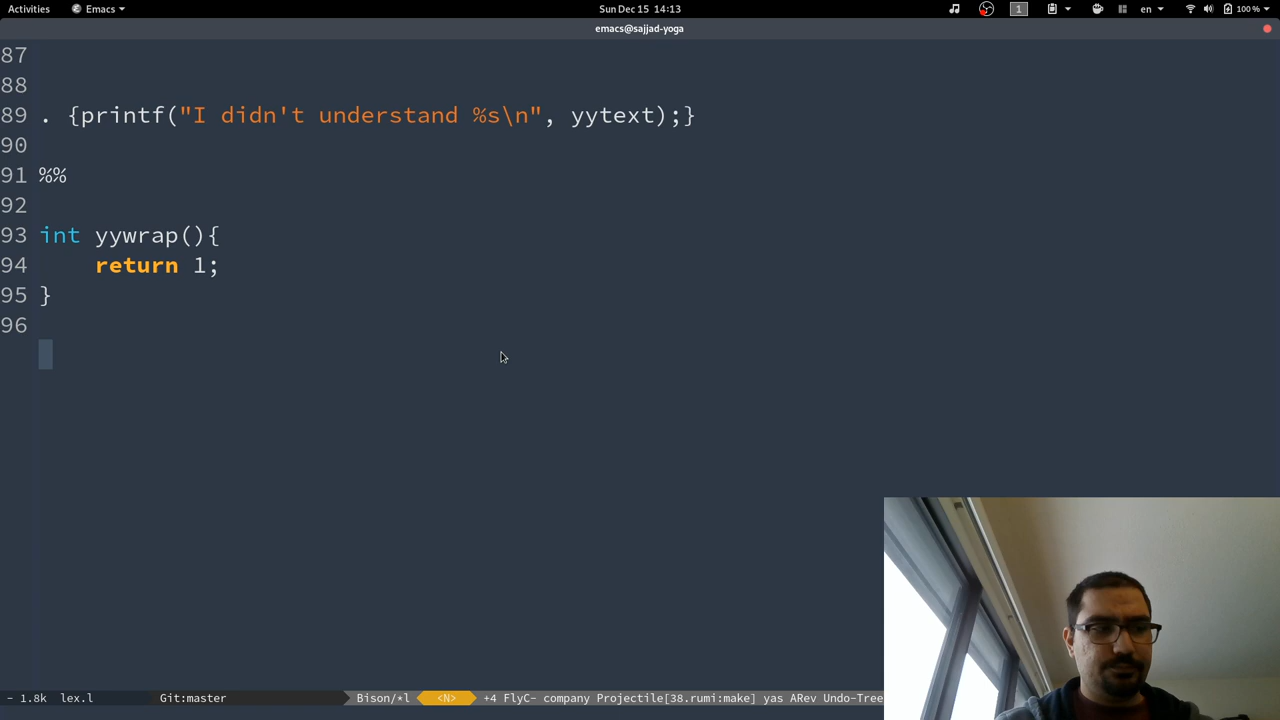 Activities Emacs Sun Dec 15 14:13 1 en 100 %
emacs@sajjad-yoga
87
88
89 . {printf("I didn't understand %s\n", yytext);}
90
91 %%
92
93 int yywrap(){
94 return 1;
95 }
96
- 1.8k lex.l Git:master Bison/*l <N> +4 FlyC- company Projectile[38.rumi:make] yas ARev Undo-Tree